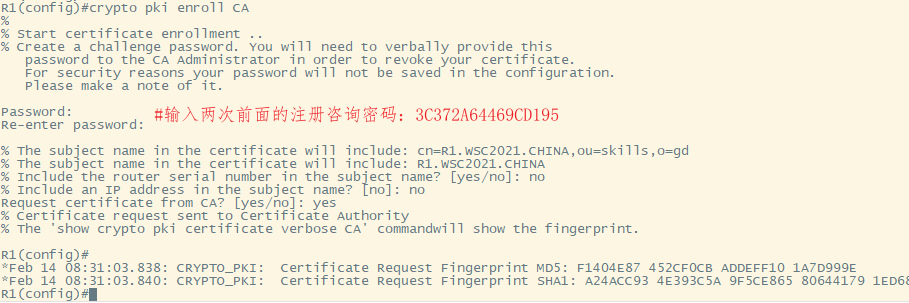 R1(config)#crypto pki enroll CA
%
% Start certificate enrollment ..
% Create a challenge password. You will need to verbally provide this
password to the CA Administrator in order to revoke your certificate.
For security reasons your password will not be saved in the configuration.
Please make a note of it.
Password: #输入两次前面的注册咨询密码：3C372A64469CD195
Re-enter password:
% The subject name in the certificate will include: cn=R1.WSC2021.CHINA,ou=skills,o=gd
% The subject name in the certificate will include: R1.WSC2021.CHINA
% Include the router serial number in the subject name? [yes/no]: no
% Include an IP address in the subject name? [no]: no
Request certificate from CA? [yes/no]: yes
% Certificate request sent to Certificate Authority
% The 'show crypto pki certificate verbose CA' commandwill show the fingerprint.
R1(config)#
*Feb 14 08:31:03.838: CRYPTO_PKI:  Certificate Request Fingerprint MD5: F1404E87 452CF0CB ADDEFF10 1A7D999E
*Feb 14 08:31:03.840: CRYPTO_PKI:  Certificate Request Fingerprint SHA1: A24ACC93 4E393C5A 9F5CE865 80644179 1ED68
R1(config)#